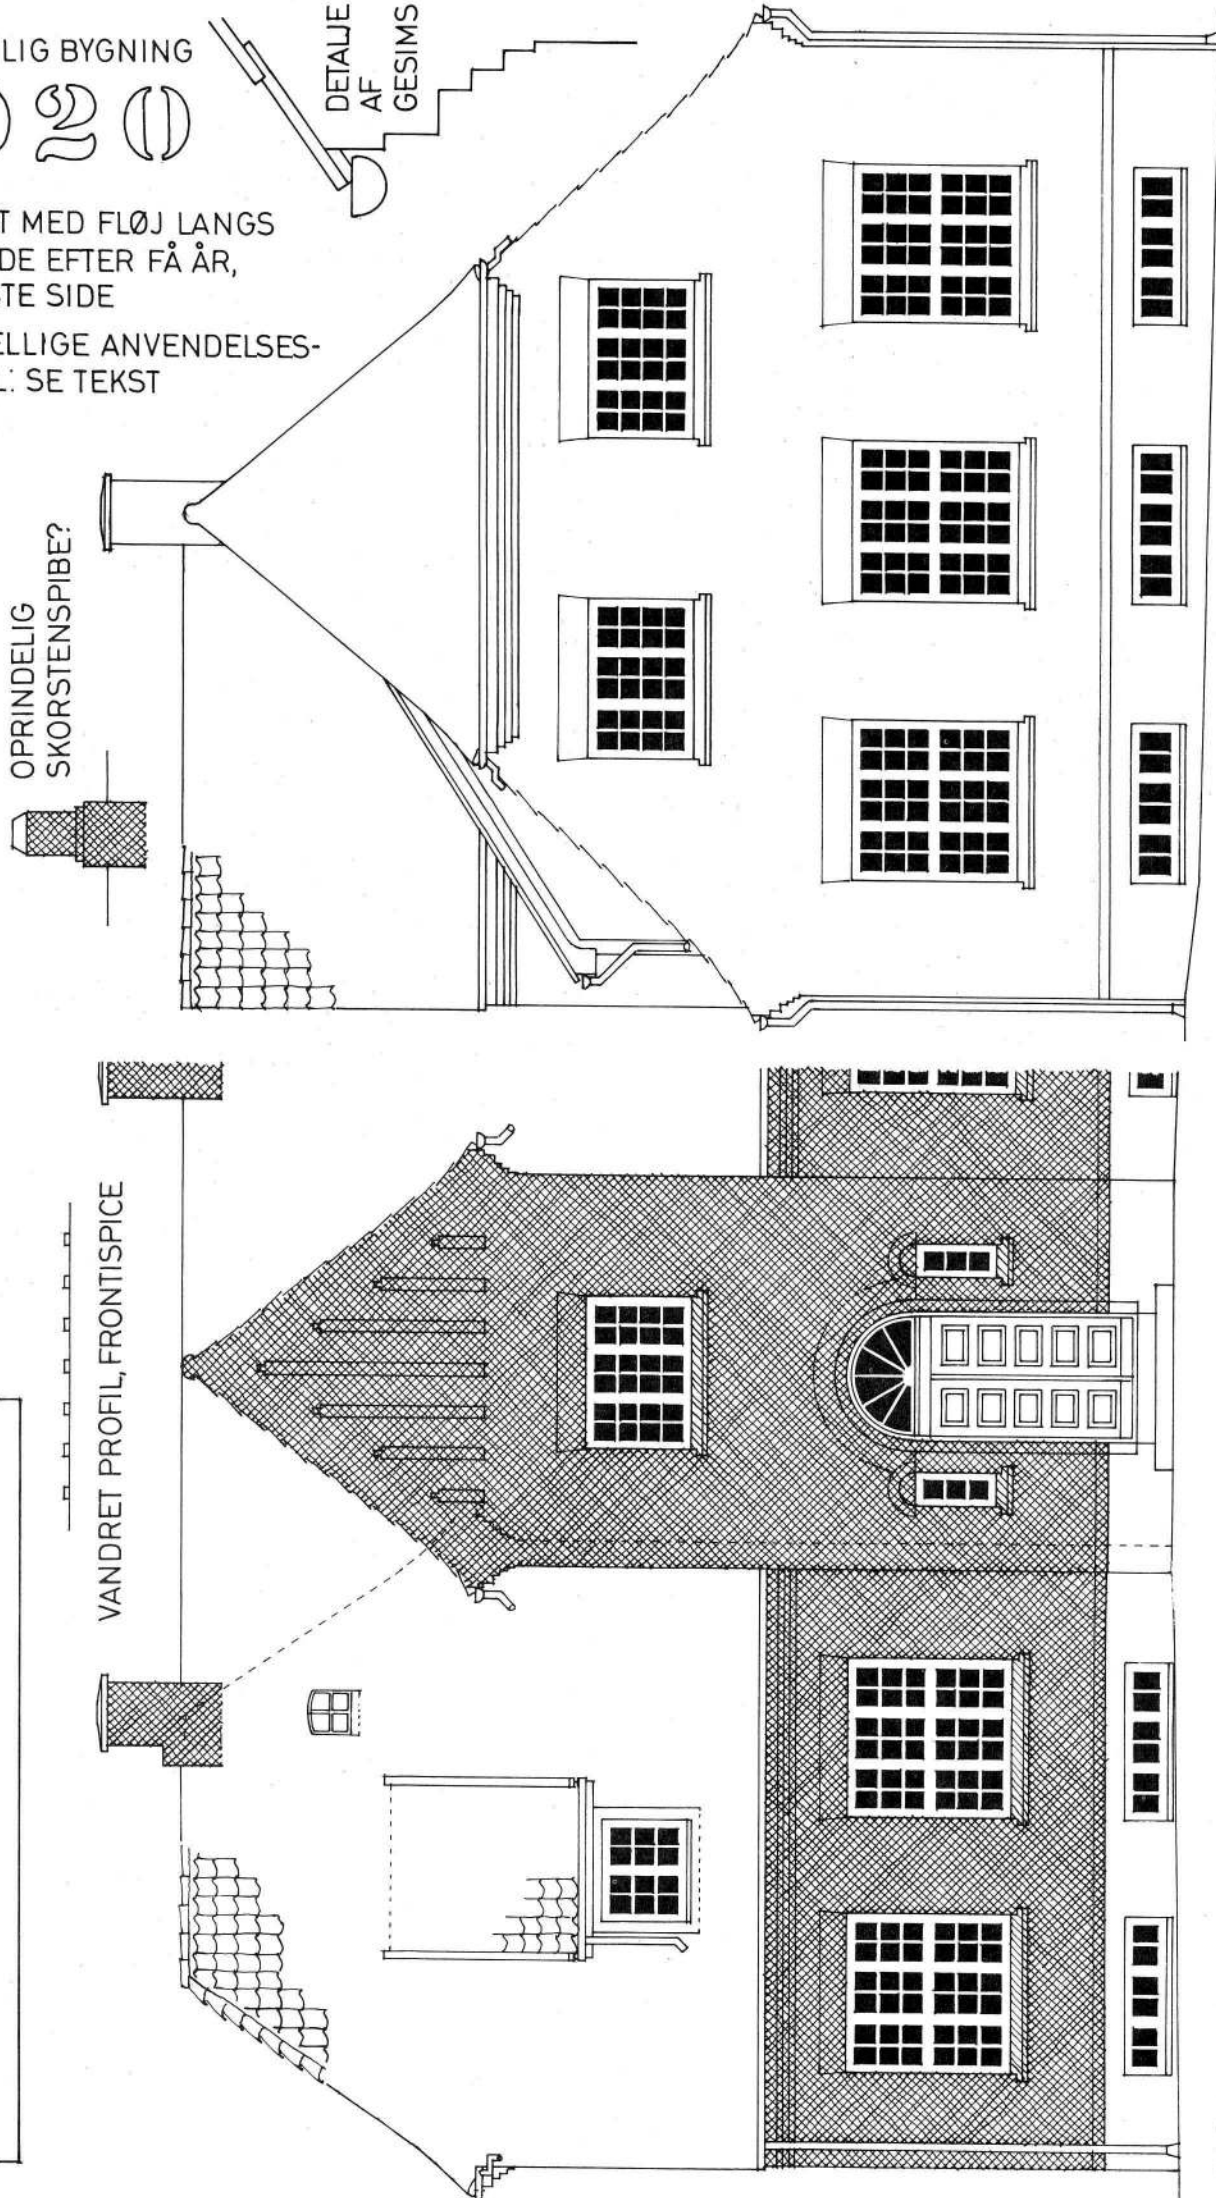 LIG BYGNING
20
T MED FLØJ LANGS
DE EFTER FÅ ÅR,
TE SIDE
ELLIGE ANVENDELSES-
SE TEKST
DETALJE
AF
GESIMS
OPRINDELIG
SKORSTENSPIBE?
VANDRET PROFIL, FRONTISPICE